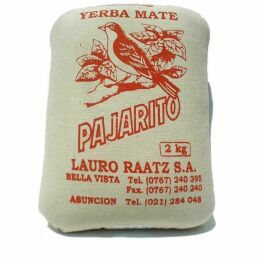 YERBA MATE
PAJARITO
2 kg
LAURO RAATZ S.A.
BELLA VISTA Tel. (0767) 240 395
Fax. (0767) 240 240
ASUNCION Tel. (021) 284 048